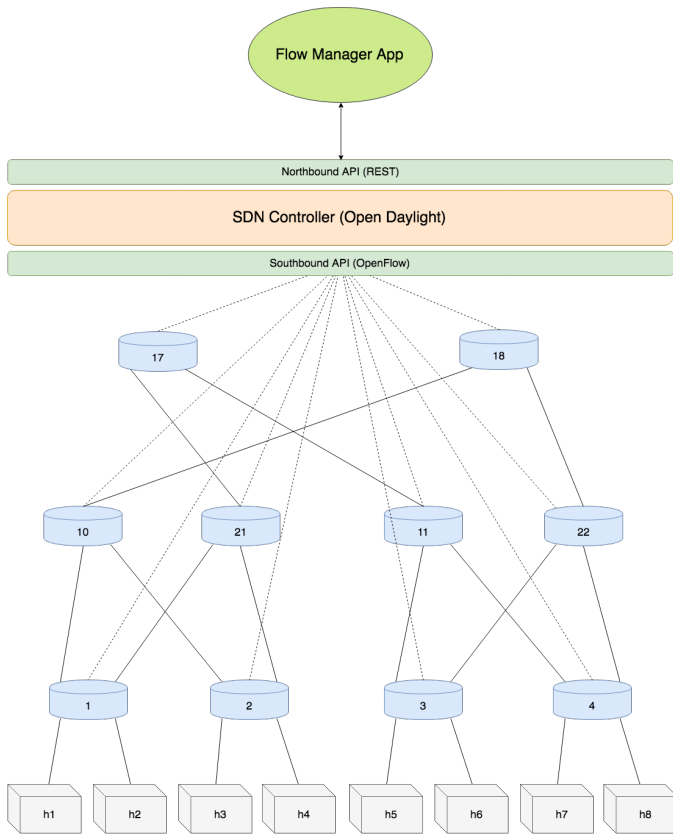 Flow Manager App
Northbound API (REST)
SDN Controller (Open Daylight)
Southbound API (OpenFlow)
17
18
10
21
11
22
1
2
3
4
h1
h2
h3
h4
h5
h6
h7
h8